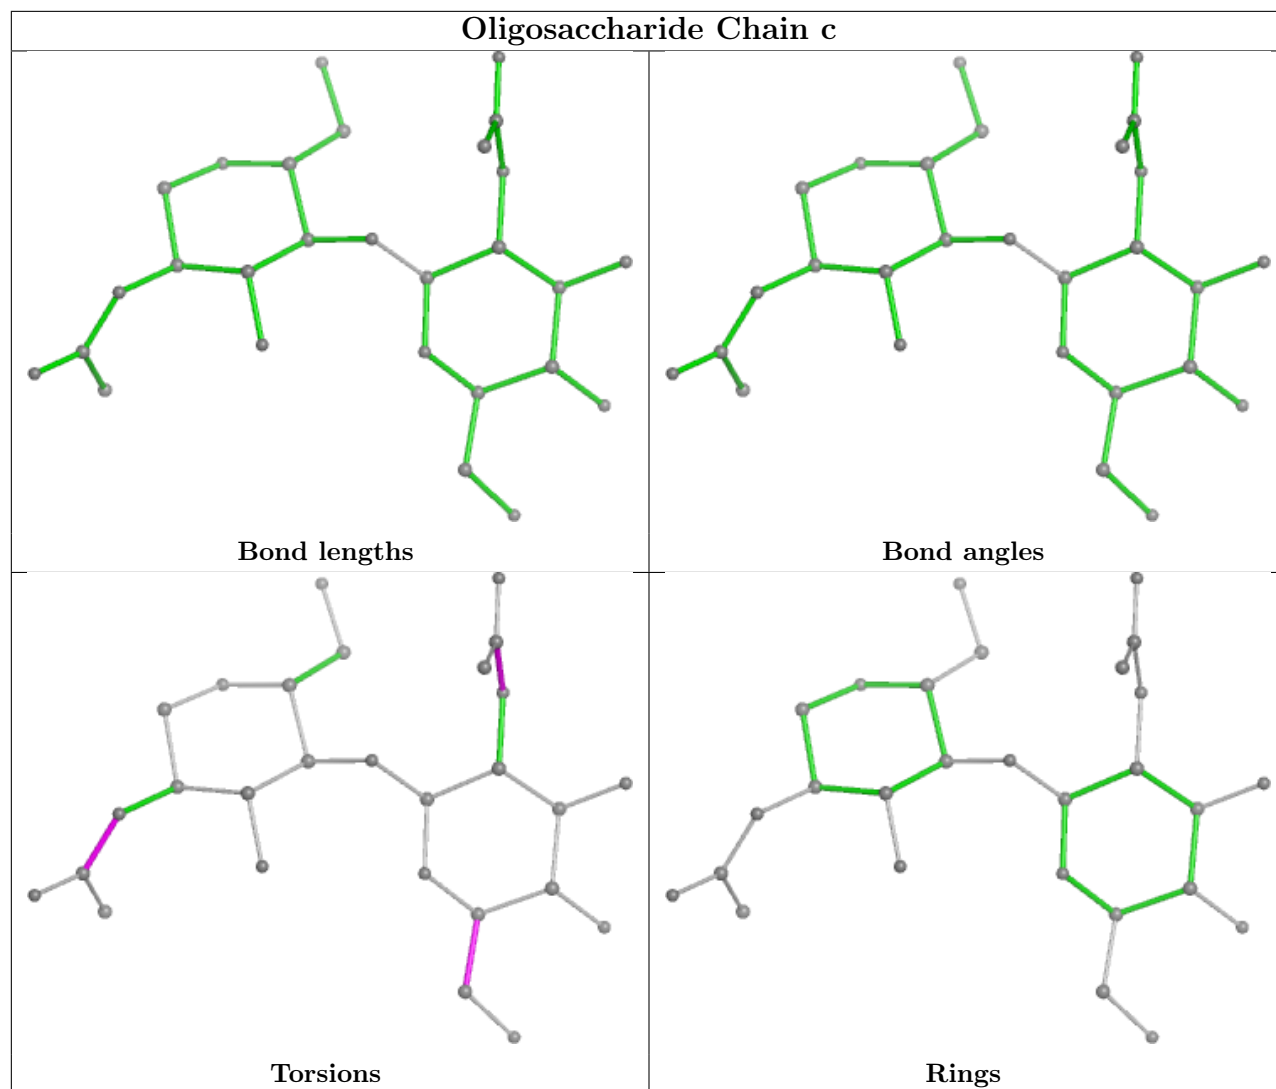 Oligosaccharide Chain c
Bond lengths
Bond angles
Torsions
Rings